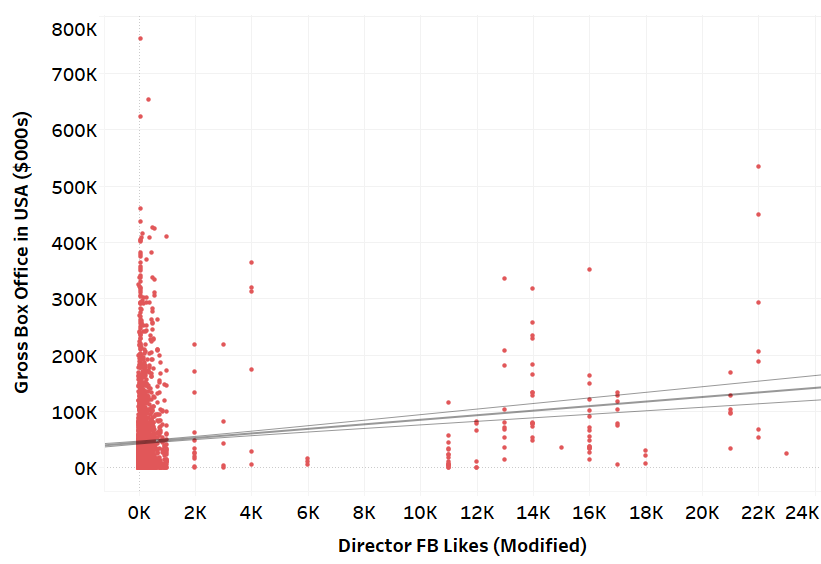 800K
700K
600K
500K
400K
300K
200K
100K
0K
Gross Box Office in USA ($000s)
0K 2K 4K 6K 8K 10K 12K 14K 16K 18K 20K 22K 24K
Director FB Likes (Modified)